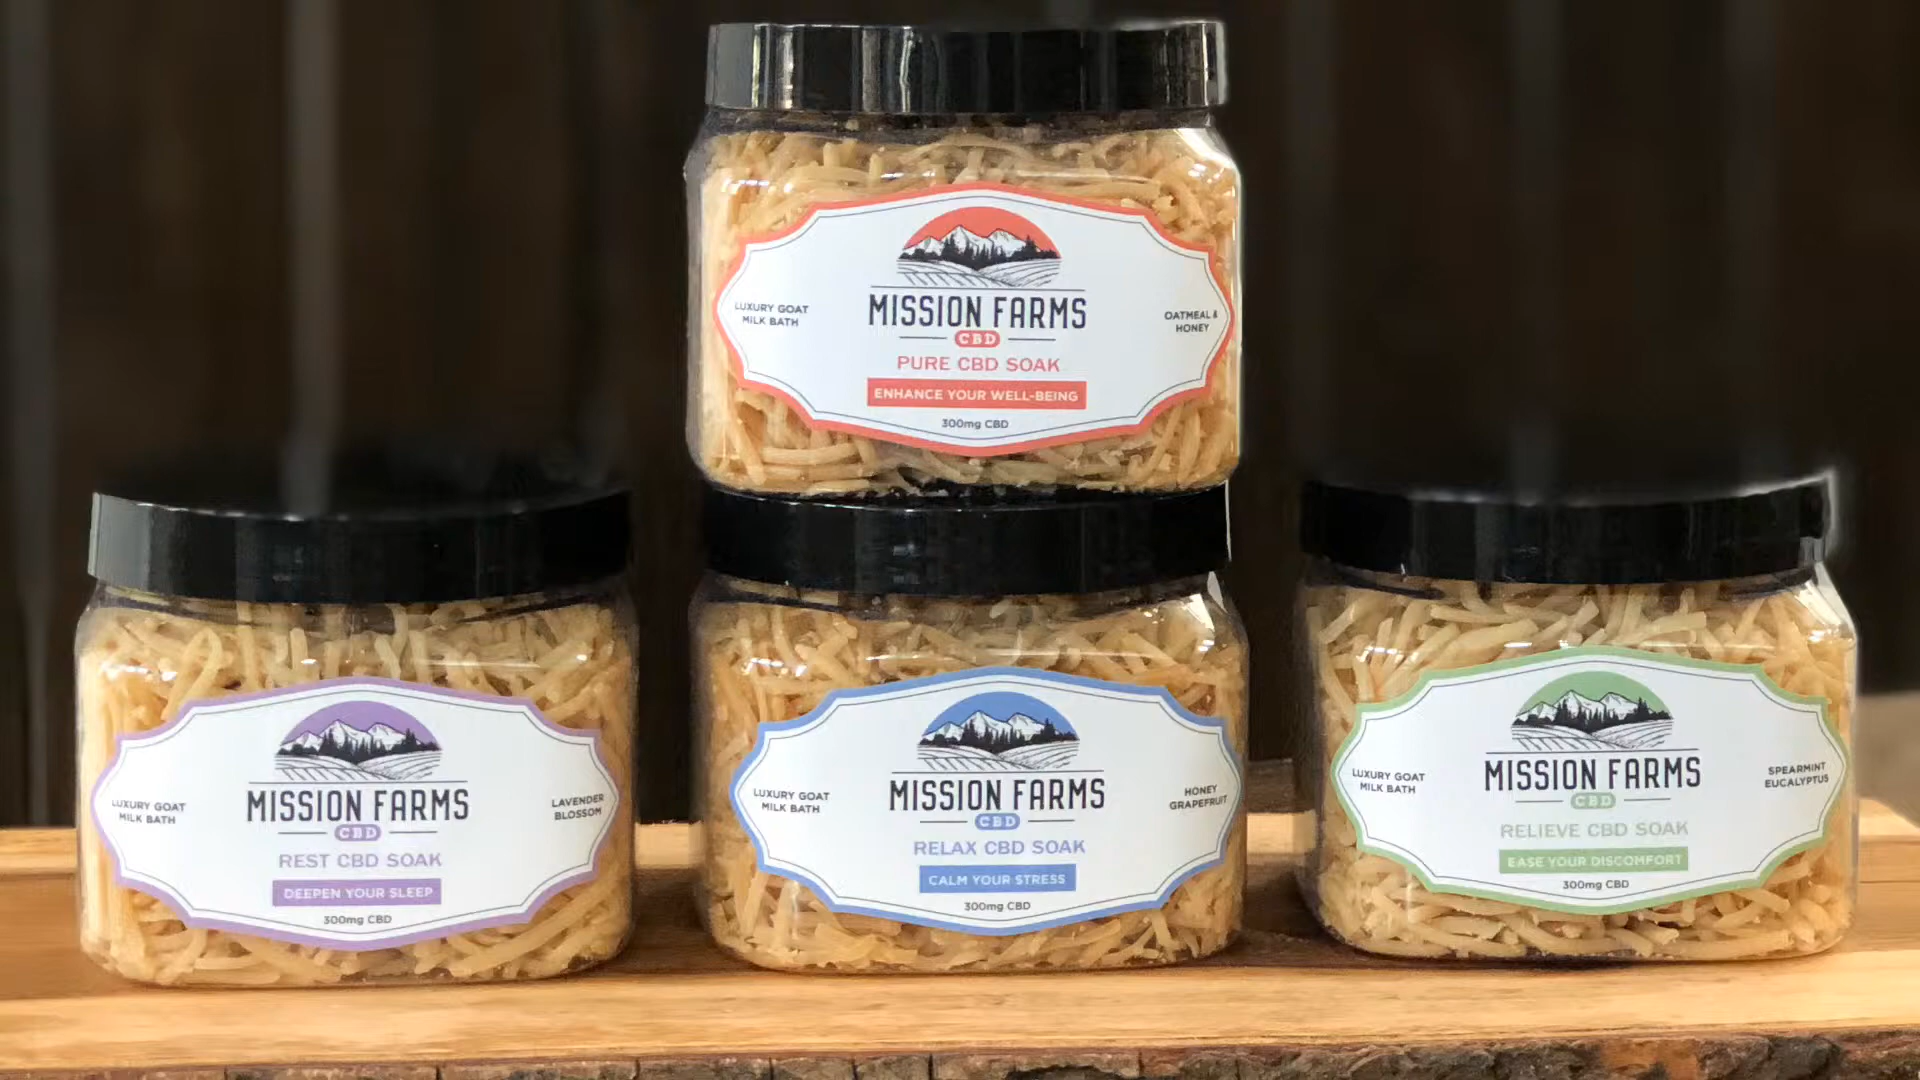 LUXURY GOAT
MILK BATH
MISSION FARMS
CBD
PURE CBD SOAK
ENHANCE YOUR WELL-BEING
300mg CBD
OATMEAL &
HONEY
LUXURY GOAT
MILK BATH
MISSION FARMS
CBD
REST CBD SOAK
DEEPEN YOUR SLEEP
300mg CBD
LAVENDER
BLOSSOM
LUXURY GOAT
MILK BATH
MISSION FARMS
CBD
RELAX CBD SOAK
CALM YOUR STRESS
300mg CBD
HONEY
GRAPEFRUIT
LUXURY GOAT
MILK BATH
MISSION FARMS
CBD
RELIEVE CBD SOAK
EASE YOUR DISCOMFORT
300mg CBD
SPEARMINT
EUCALYPTUS